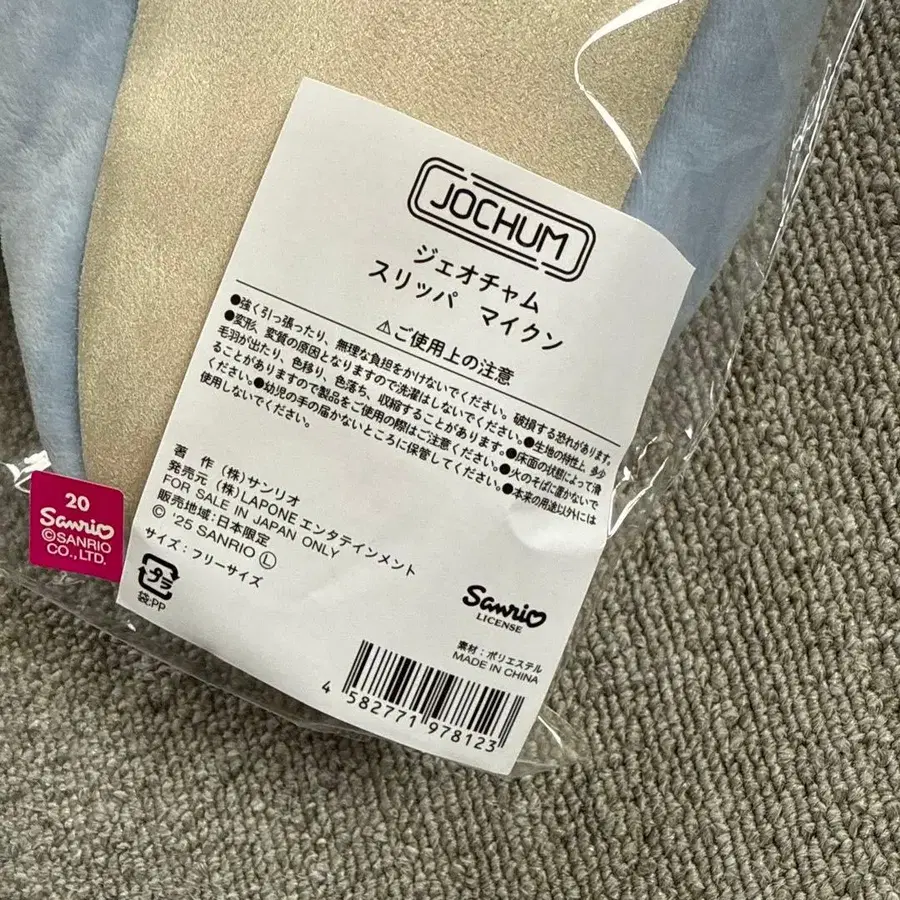 JOCHUM
ジェオチャム
スリッパ マイクン
⚠ご使用上の注意
●強く引っ張ったり、無理な負担をかけないでください。破損する恐れがあります。
●変形、変質の原因となりますので洗濯はしないでください。●生地の特性上、多少
毛羽が出たり、色移り、色落ち、収縮することがあります。●床面の状態によって滑
ることがありますので製品をご使用の際はご注意ください。●火のそばに置かないで
ください。●幼児の手の届かないところに保管してください。●本来の用途以外には
使用しないでください。
著 作 (株)サンリオ
発売元 (株)LAPONE エンタテインメント
FOR SALE IN JAPAN ONLY
販売地域:日本限定
© '25 SANRIO Ⓛ
サイズ:フリーサイズ
プラ
袋:PP
Sanrio
LICENSE
素材:ポリエステル
MADE IN CHINA
4 582771 978123
20
Sanrio
©SANRIO
CO.,LTD.